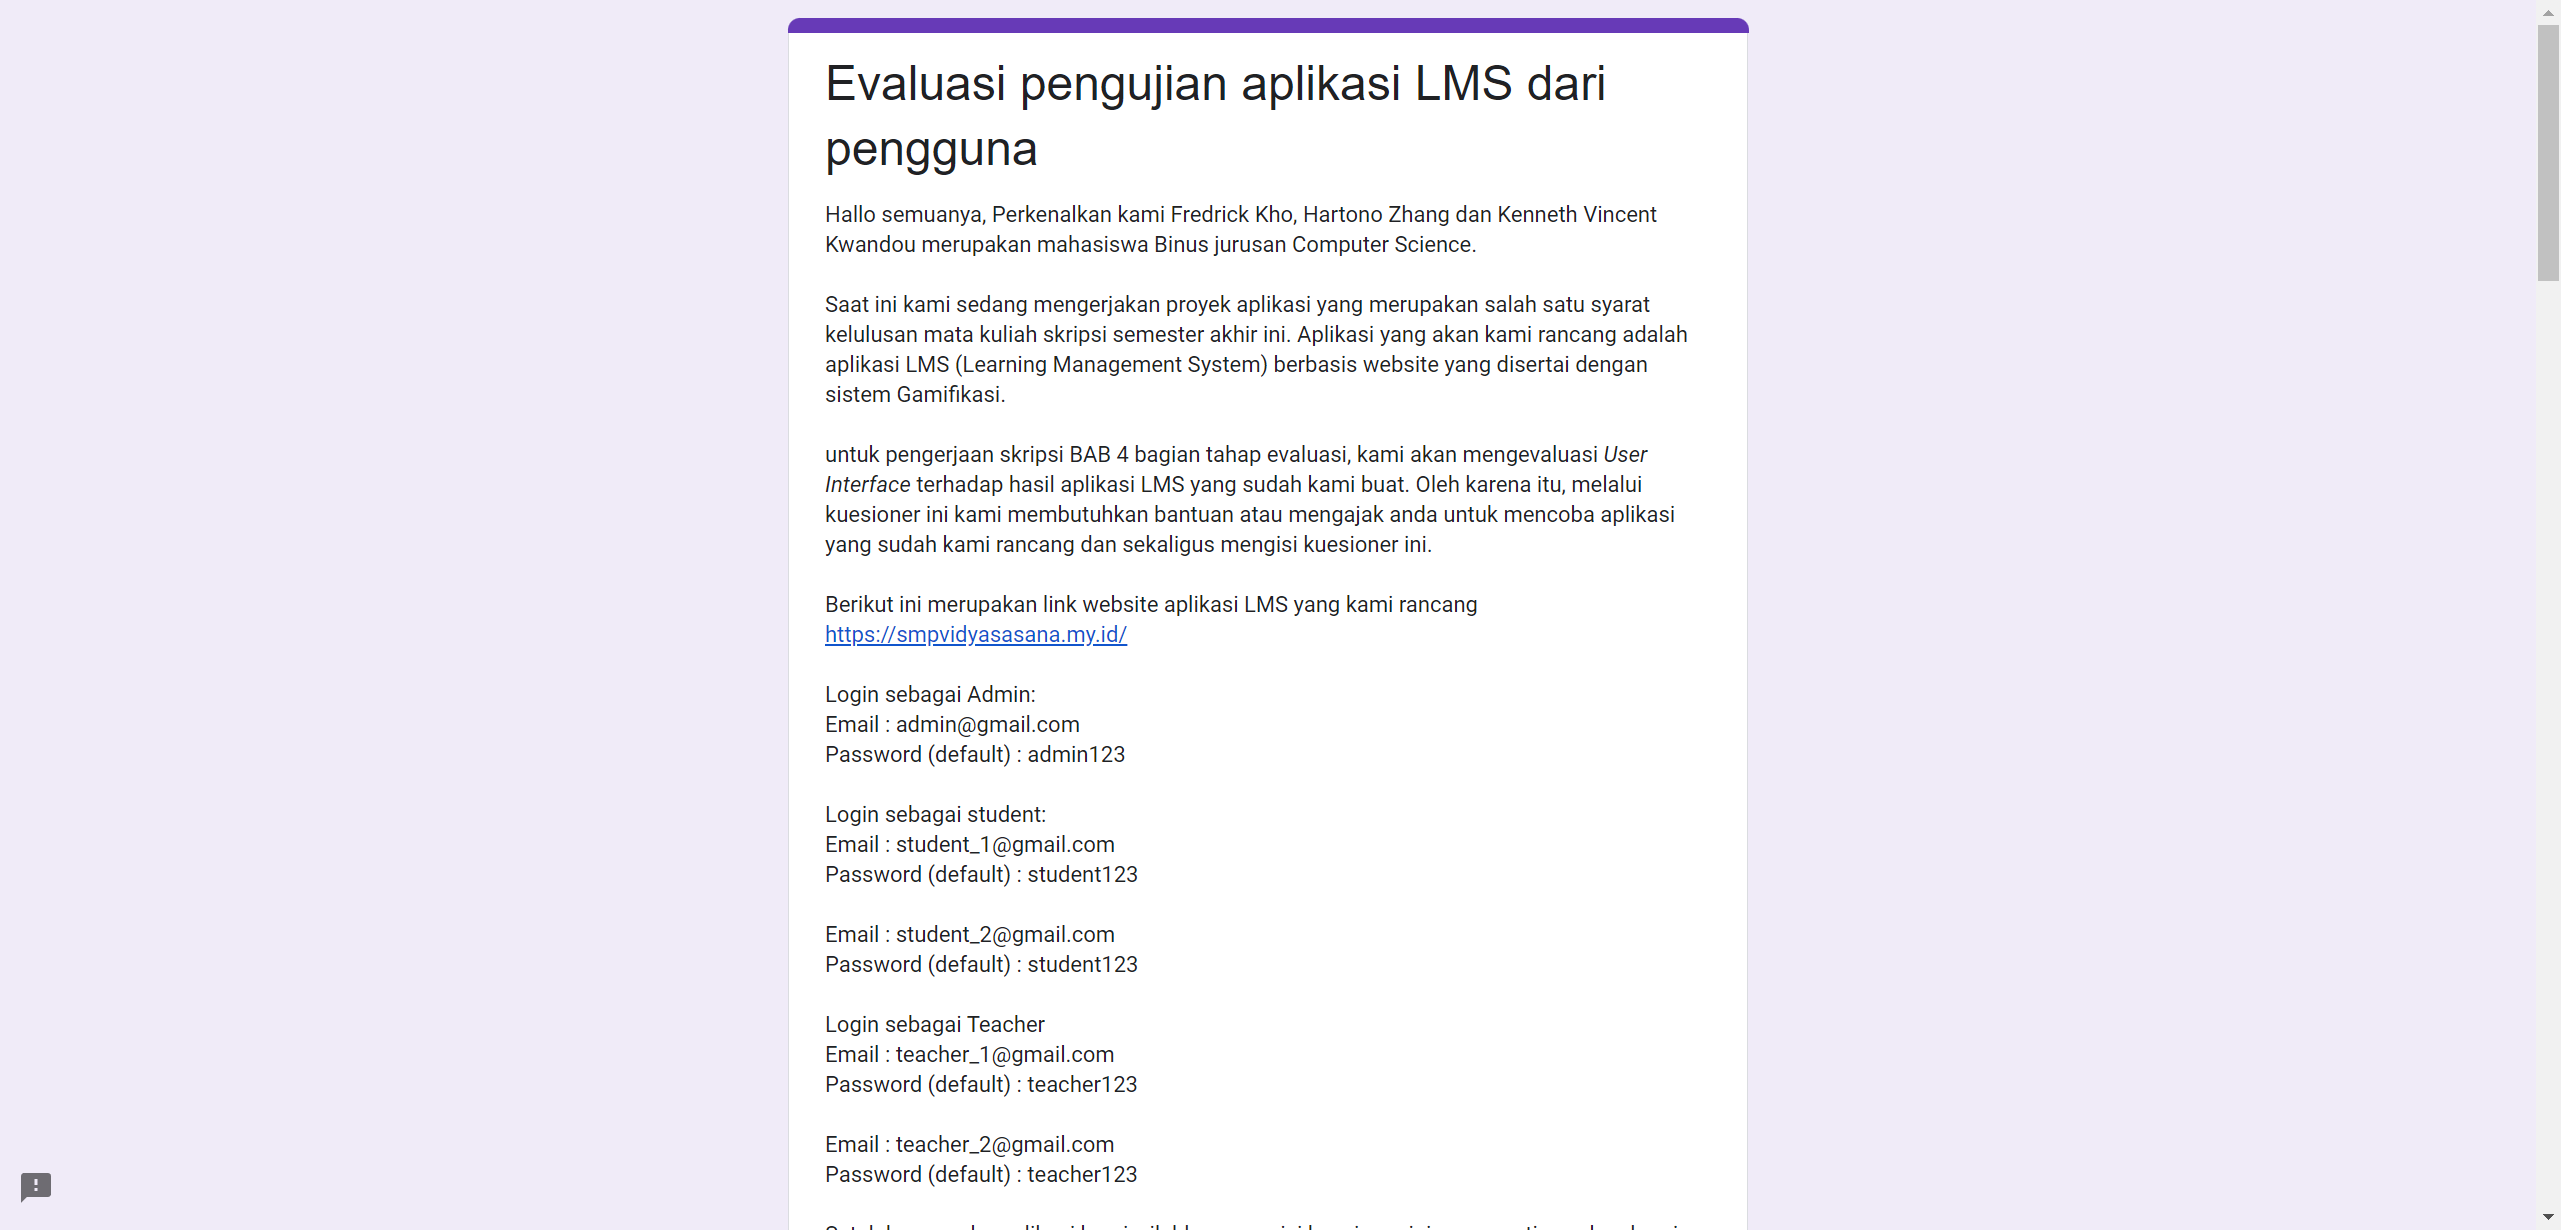 Evaluasi pengujian aplikasi LMS dari
pengguna
Hallo semuanya, Perkenalkan kami Fredrick Kho, Hartono Zhang dan Kenneth Vincent
Kwandou merupakan mahasiswa Binus jurusan Computer Science.
Saat ini kami sedang mengerjakan proyek aplikasi yang merupakan salah satu syarat
kelulusan mata kuliah skripsi semester akhir ini. Aplikasi yang akan kami rancang adalah
aplikasi LMS (Learning Management System) berbasis website yang disertai dengan
sistem Gamifikasi.
untuk pengerjaan skripsi BAB 4 bagian tahap evaluasi, kami akan mengevaluasi User
Interface terhadap hasil aplikasi LMS yang sudah kami buat. Oleh karena itu, melalui
kuesioner ini kami membutuhkan bantuan atau mengajak anda untuk mencoba aplikasi
yang sudah kami rancang dan sekaligus mengisi kuesioner ini.
Berikut ini merupakan link website aplikasi LMS yang kami rancang
https://smpvidyasasana.my.id/
Login sebagai Admin:
Email : admin@gmail.com
Password (default) : admin123
Login sebagai student:
Email : student_1@gmail.com
Password (default) : student123
Email : student_2@gmail.com
Password (default) : student123
Login sebagai Teacher
Email : teacher_1@gmail.com
Password (default) : teacher123
Email : teacher_2@gmail.com
Password (default) : teacher123